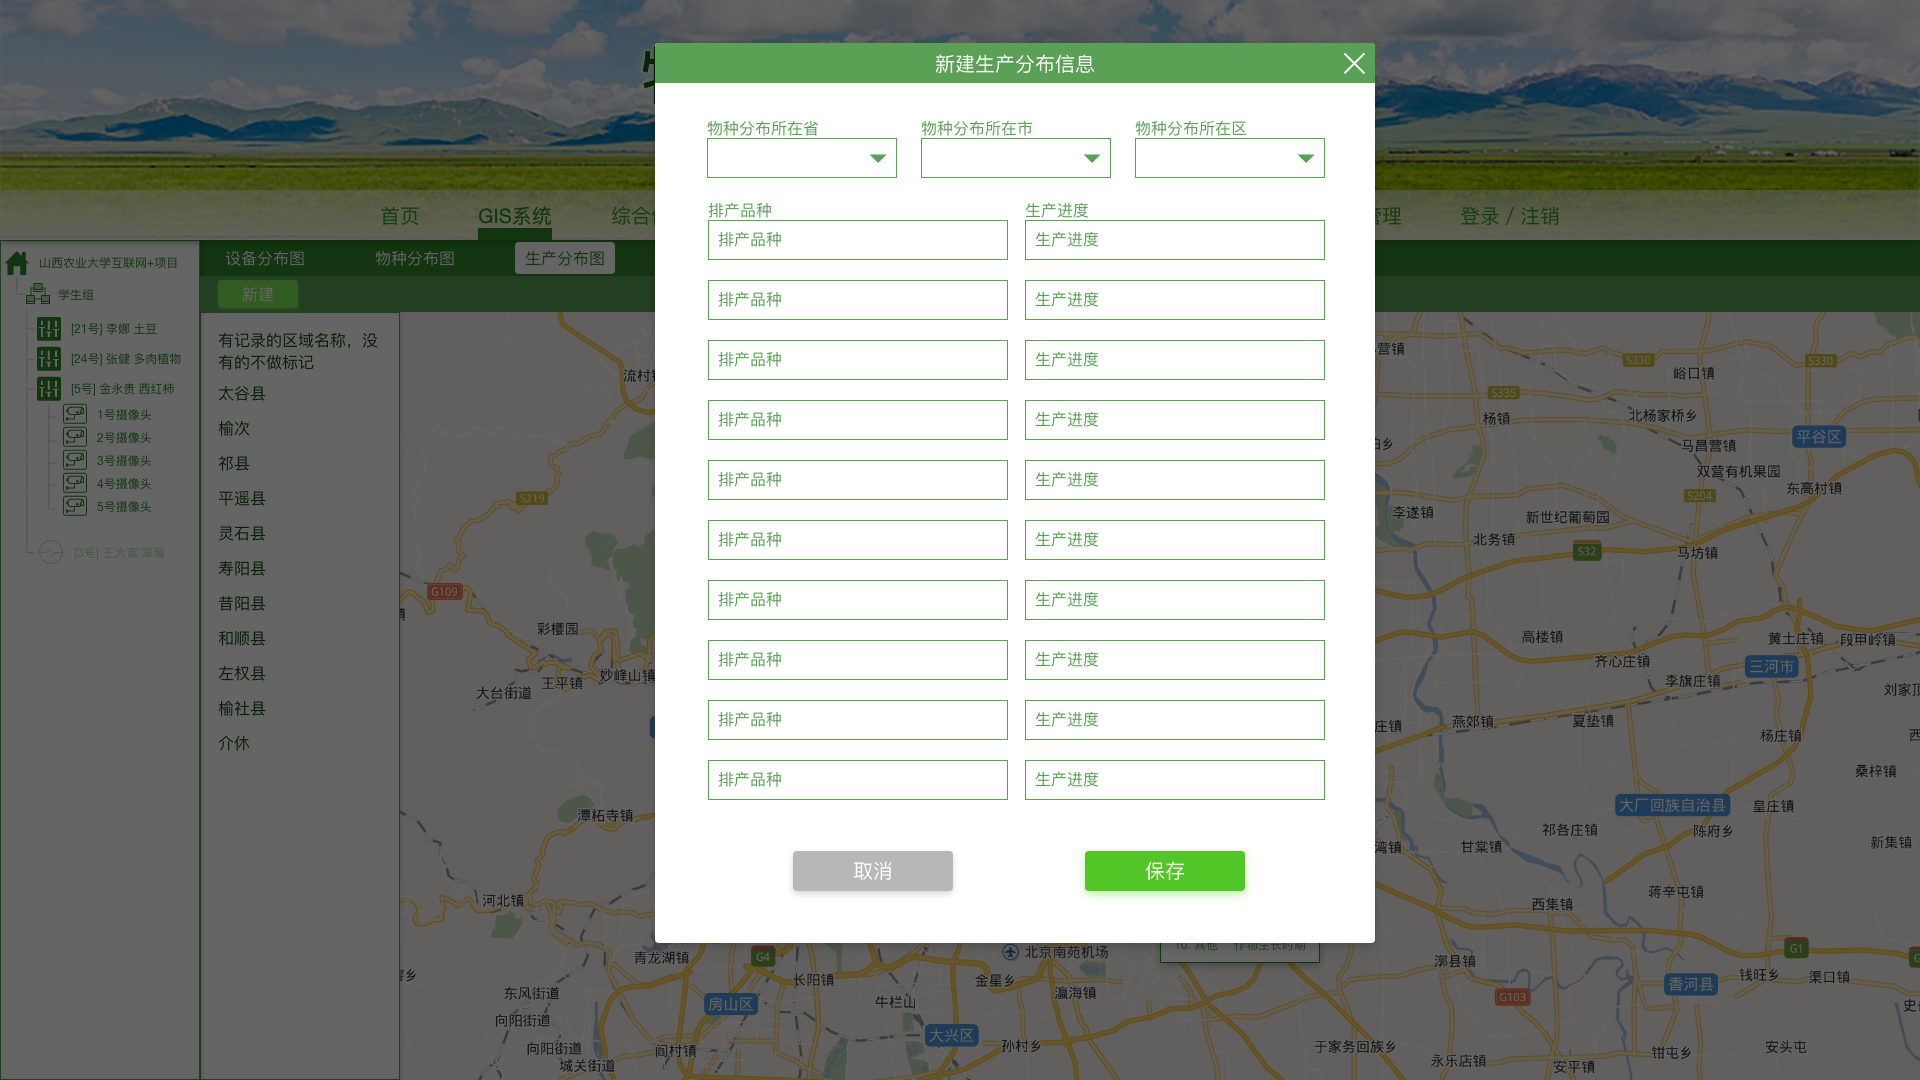 新建生产分布信息
物种分布所在省
物种分布所在市
物种分布所在区
排产品种
生产进度
排产品种
生产进度
排产品种
生产进度
排产品种
生产进度
排产品种
生产进度
排产品种
生产进度
排产品种
生产进度
排产品种
生产进度
排产品种
生产进度
排产品种
生产进度
排产品种
生产进度
取消
保存
首页
GIS系统
综合
管理
登录 / 注销
设备分布图
物种分布图
生产分布图
新建
山西农业大学互联网+项目
学生组
[21号] 李娜 土豆
[24号] 张健 多肉植物
[5号] 金永贵 西红柿
1号摄像头
2号摄像头
3号摄像头
4号摄像头
5号摄像头
[3号] 王大富 草莓
有记录的区域名称，没
有的不做标记
太谷县
榆次
祁县
平遥县
灵石县
寿阳县
昔阳县
和顺县
左权县
榆社县
介休
流村
S219
G109
彩樱园
妙峰山镇
王平镇
大台街道
潭柘寺镇
河北镇
青龙湖镇
G4
长阳镇
东风街道
房山区
向阳街道
向阳街道
城关街道
阎村镇
牛栏山
大兴区
金星乡
北京南苑机场
瀛海镇
孙村乡
10. 其他 作物生长时期
营镇
S330
S330
峪口镇
S335
杨镇
北杨家桥乡
马昌营镇
平谷区
双营有机果园
东高村镇
S204
李遂镇
新世纪葡萄园
北务镇
S32
马坊镇
高楼镇
黄土庄镇
段甲岭镇
齐心庄镇
三河市
李旗庄镇
刘家顶
庄镇
燕郊镇
夏垫镇
杨庄镇
桑梓镇
大厂回族自治县
皇庄镇
祁各庄镇
陈府乡
湾镇
甘棠镇
新集镇
蒋辛屯镇
西集镇
漷县镇
G1
香河县
钱旺乡
渠口镇
G103
于家务回族乡
永乐店镇
钳屯乡
安平镇
安头屯